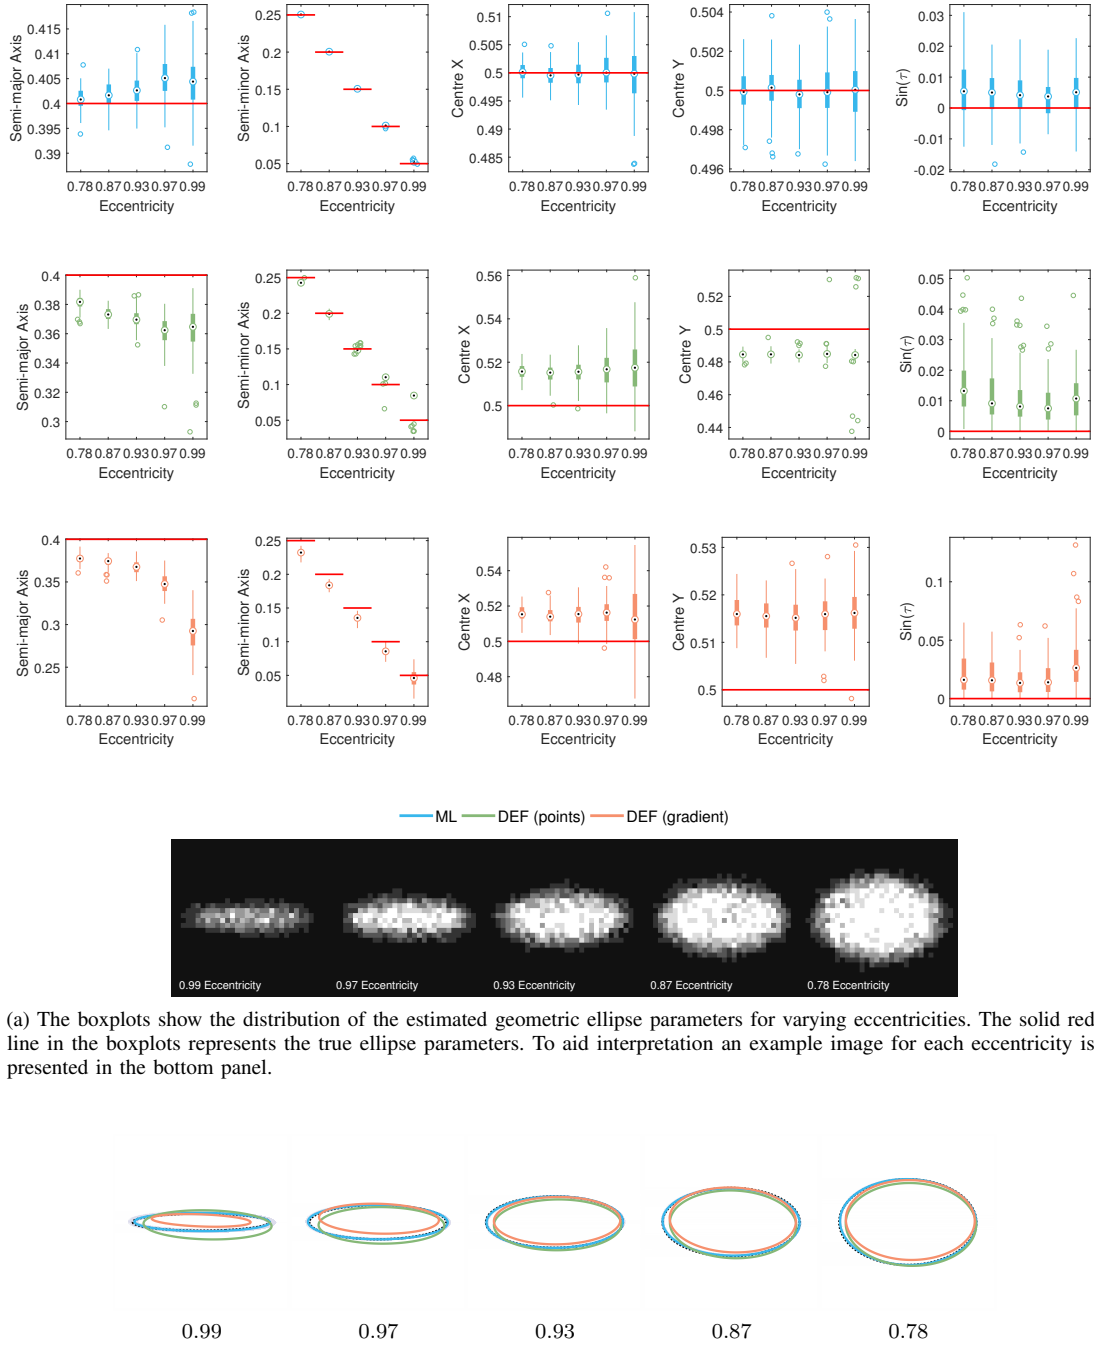 Semi-major Axis
0.415
0.405
0.4
0.395
0.39
0.78 0.87 0.93 0.97 0.99
Eccentricity
Semi-minor Axis
0.25
0.2
0.15
0.1
0.05
0.78 0.87 0.93 0.97 0.99
Eccentricity
Centre X
0.51
0.505
0.5
0.495
0.49
0.485
0.78 0.87 0.93 0.97 0.99
Eccentricity
Centre Y
0.504
0.502
0.5
0.498
0.496
0.78 0.87 0.93 0.97 0.99
Eccentricity
Sin(τ)
0.03
0.02
0.01
0
-0.01
-0.02
0.78 0.87 0.93 0.97 0.99
Eccentricity
Semi-major Axis
0.4
0.38
0.36
0.34
0.32
0.3
0.78 0.87 0.93 0.97 0.99
Eccentricity
Semi-minor Axis
0.25
0.2
0.15
0.1
0.05
0.78 0.87 0.93 0.97 0.99
Eccentricity
Centre X
0.56
0.54
0.52
0.5
0.78 0.87 0.93 0.97 0.99
Eccentricity
Centre Y
0.52
0.5
0.48
0.46
0.44
0.78 0.87 0.93 0.97 0.99
Eccentricity
Sin(τ)
0.05
0.04
0.03
0.02
0.01
0
0.78 0.87 0.93 0.97 0.99
Eccentricity
Semi-major Axis
0.4
0.35
0.3
0.25
0.78 0.87 0.93 0.97 0.99
Eccentricity
Semi-minor Axis
0.25
0.2
0.15
0.1
0.05
0.78 0.87 0.93 0.97 0.99
Eccentricity
Centre X
0.54
0.52
0.5
0.48
0.78 0.87 0.93 0.97 0.99
Eccentricity
Centre Y
0.53
0.52
0.51
0.5
0.78 0.87 0.93 0.97 0.99
Eccentricity
Sin(τ)
0.1
0.05
0
0.78 0.87 0.93 0.97 0.99
Eccentricity
ML DEF (points) DEF (gradient)
0.99 Eccentricity
0.97 Eccentricity
0.93 Eccentricity
0.87 Eccentricity
0.78 Eccentricity
(a) The boxplots show the distribution of the estimated geometric ellipse parameters for varying eccentricities. The solid red
line in the boxplots represents the true ellipse parameters. To aid interpretation an example image for each eccentricity is
presented in the bottom panel.
0.99
0.97
0.93
0.87
0.78